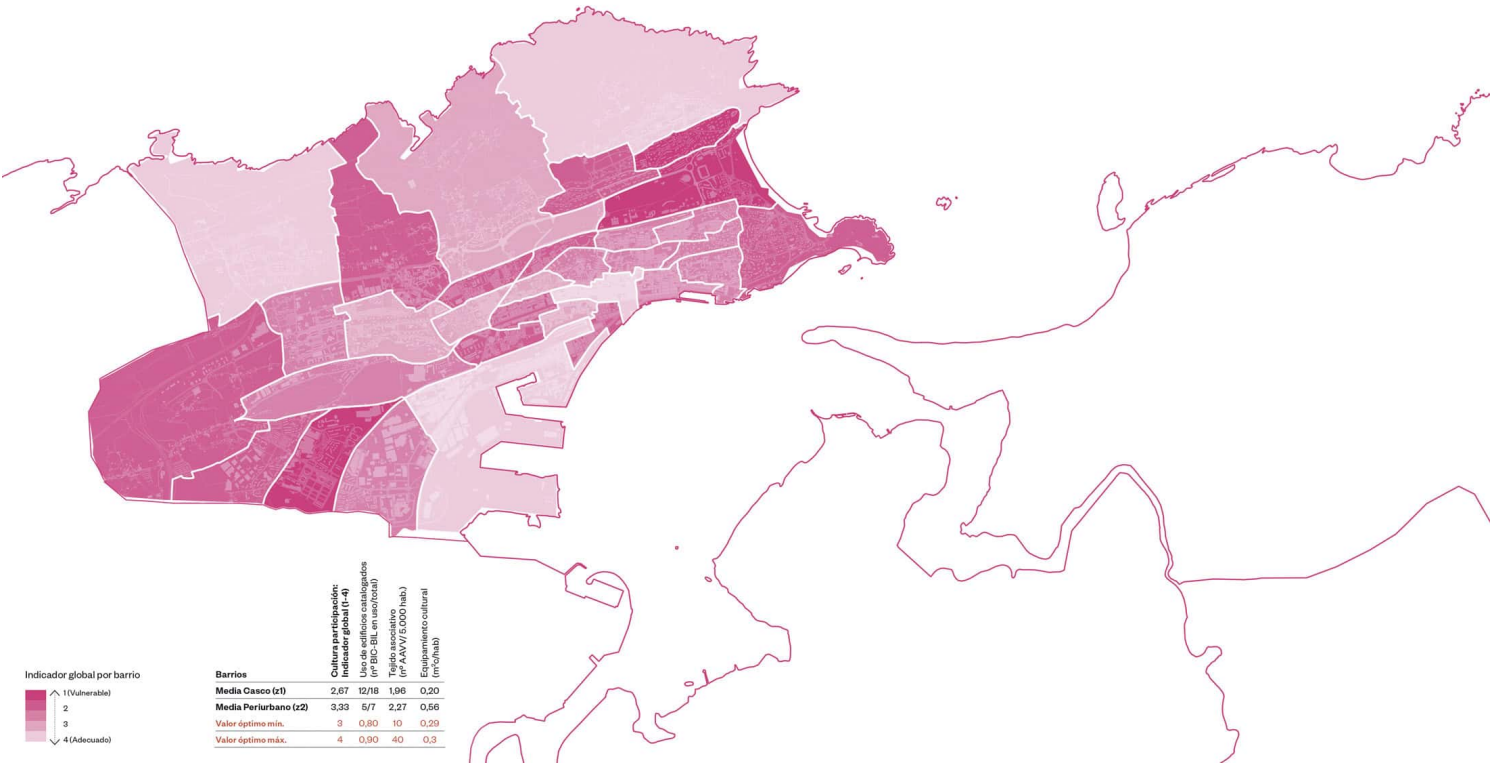 Indicador global por barrio
1 (Vulnerable)
2
3
4 (Adecuado)
Barrios
Cultura participación:
Indicador global (1-4)
Uso de edificios catalogados
(nº BIC-BIL en uso/total)
Tejido asociativo
(nº AAVV/5.000 hab.)
Equipamiento cultural
(m²c/hab)
Media Casco (z1) 2,67 12/18 1,96 0,20
Media Periurbano (z2) 3,33 5/7 2,27 0,56
Valor óptimo mín. 3 0,80 10 0,29
Valor óptimo máx. 4 0,90 40 0,3